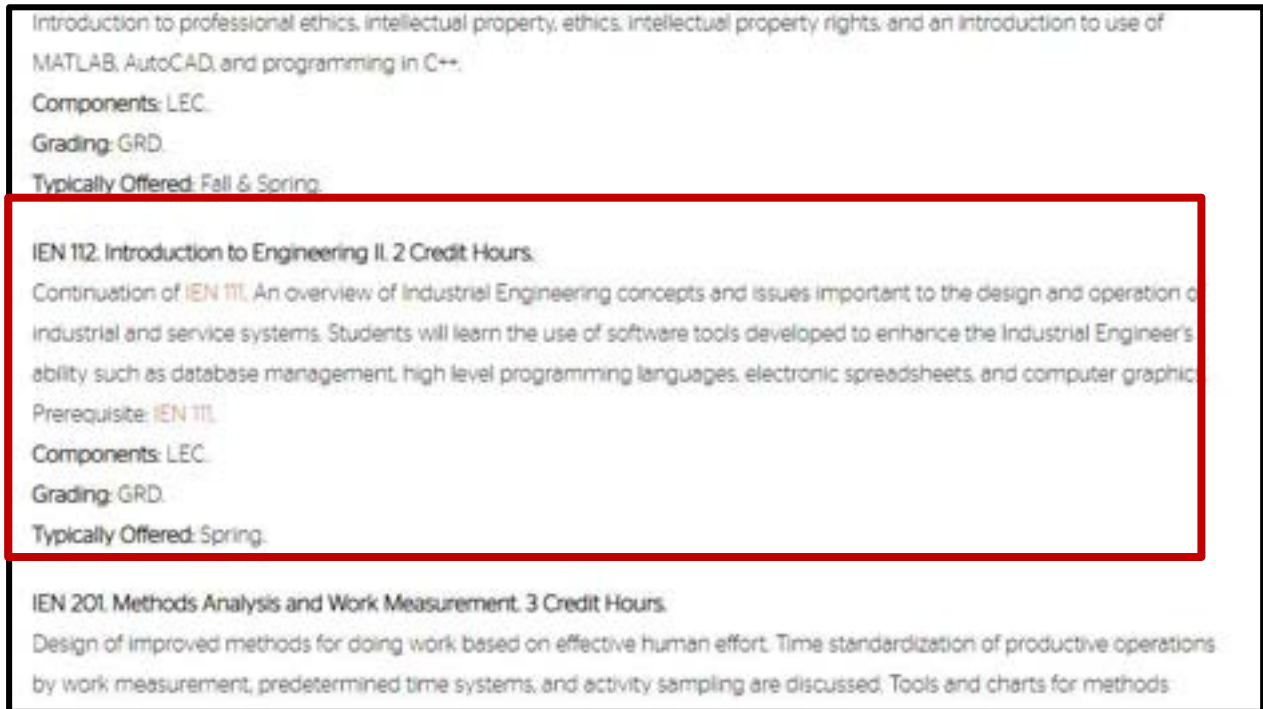 Introduction to professional ethics, intellectual property, ethics, intellectual property rights, and an introduction to use of
MATLAB, AutoCAD, and programming in C++.
Components: LEC.
Grading: GRD.
Typically Offered: Fall & Spring.
IEN 112. Introduction to Engineering II. 2 Credit Hours.
Continuation of IEN 111. An overview of Industrial Engineering concepts and issues important to the design and operation of
industrial and service systems. Students will learn the use of software tools developed to enhance the Industrial Engineer's
ability such as database management, high level programming languages, electronic spreadsheets, and computer graphics.
Prerequisite: IEN 111.
Components: LEC.
Grading: GRD.
Typically Offered: Spring.
IEN 201. Methods Analysis and Work Measurement. 3 Credit Hours.
Design of improved methods for doing work based on effective human effort. Time standardization of productive operations
by work measurement, predetermined time systems, and activity sampling are discussed. Tools and charts for methods